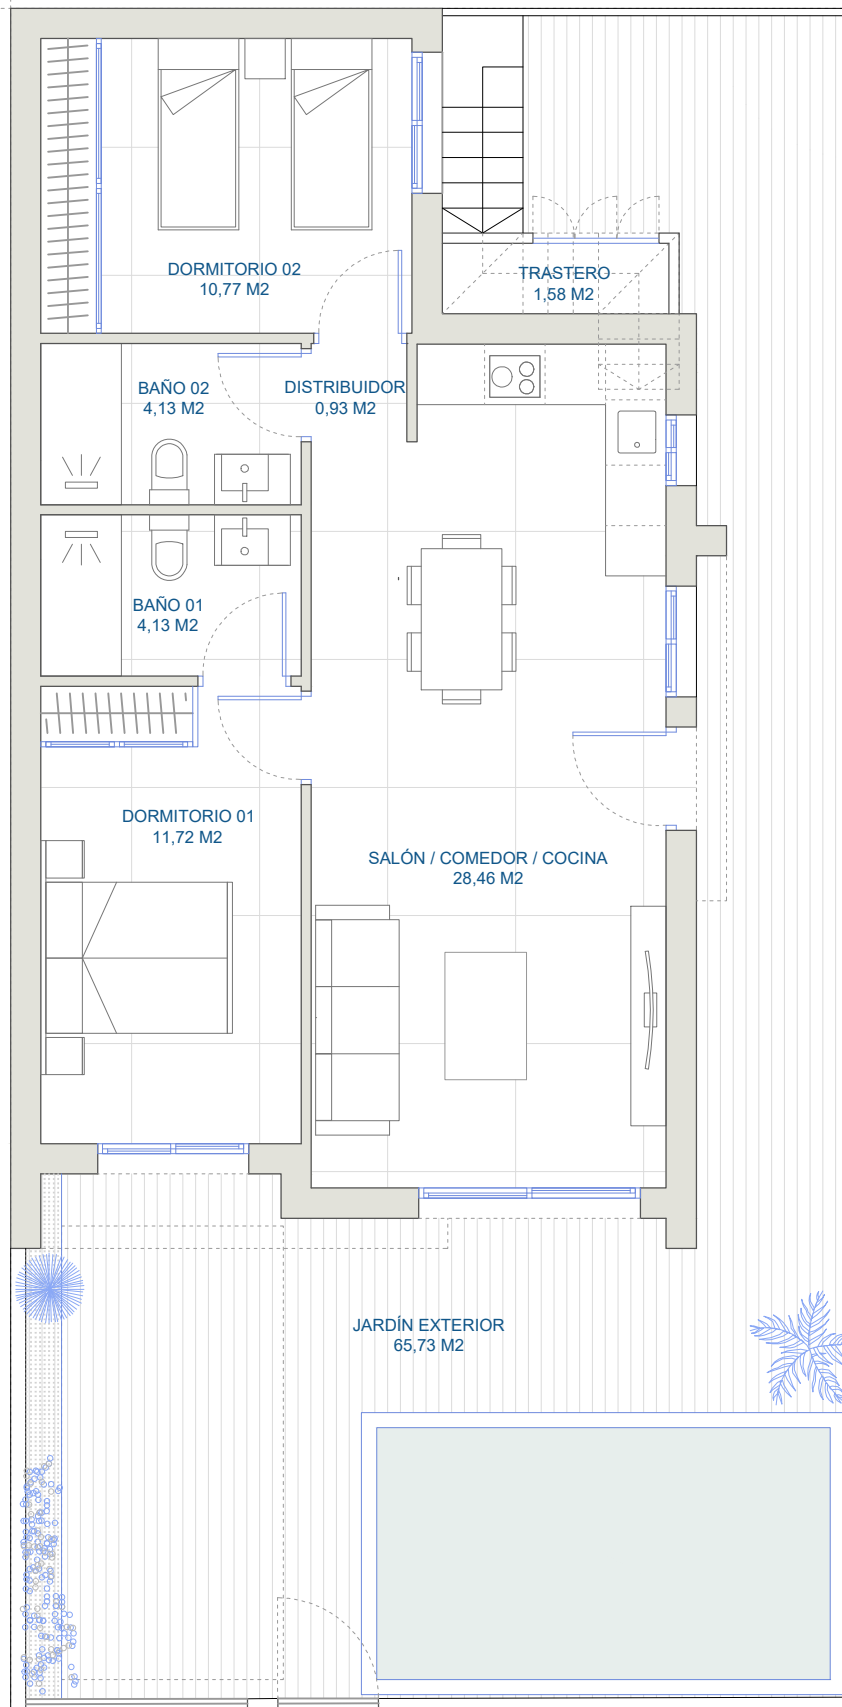 DORMITORIO 02
10,77 M2
TRASTERO
1,58 M2
BAÑO 02
4,13 M2
DISTRIBUIDOR
0,93 M2
BAÑO 01
4,13 M2
DORMITORIO 01
11,72 M2
SALÓN / COMEDOR / COCINA
28,46 M2
JARDÍN EXTERIOR
65,73 M2